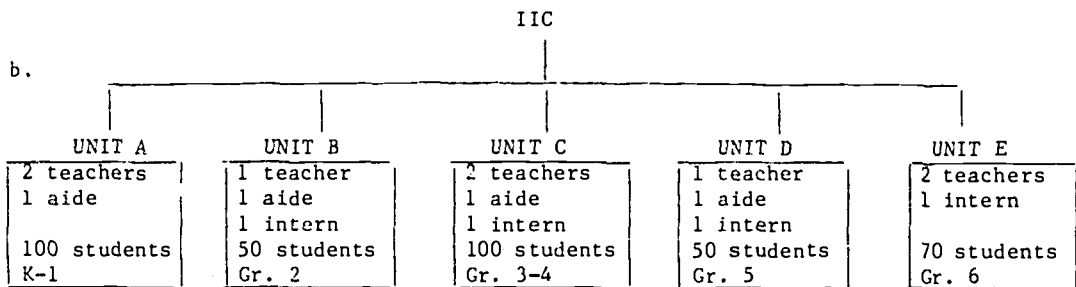 IIC
b.
UNIT A UNIT B UNIT C UNIT D UNIT E
2 teachers 1 teacher 2 teachers 1 teacher 2 teachers
1 aide 1 aide 1 aide 1 aide 1 intern
1 intern 1 intern 1 intern
100 students 50 students 100 students 50 students 70 students
K-1 Gr. 2 Gr. 3-4 Gr. 5 Gr. 6